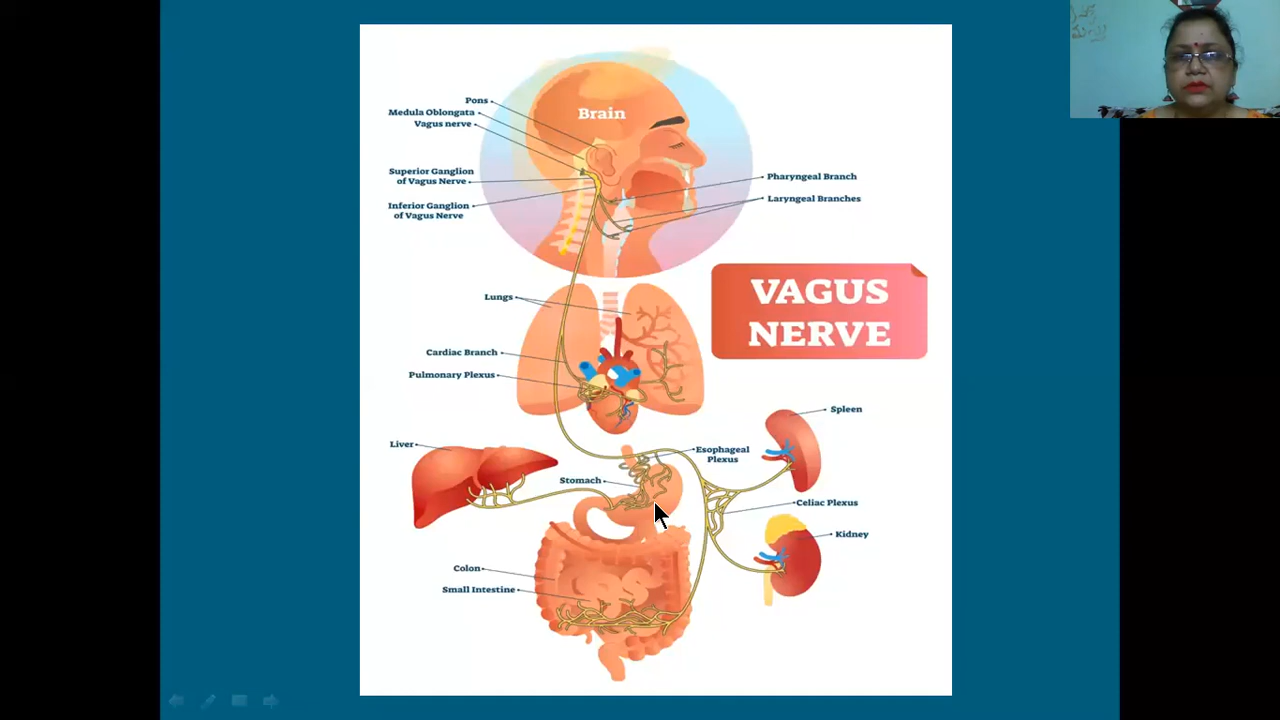 Brain
Pons
Medula Oblongata
Vagus nerve
Superior Ganglion
of Vagus Nerve
Inferior Ganglion
of Vagus Nerve
Pharyngeal Branch
Laryngeal Branches
VAGUS
NERVE
Lungs
Cardiac Branch
Pulmonary Plexus
Liver
Stomach
Esophageal
Plexus
Spleen
Celiac Plexus
Kidney
Colon
Small Intestine